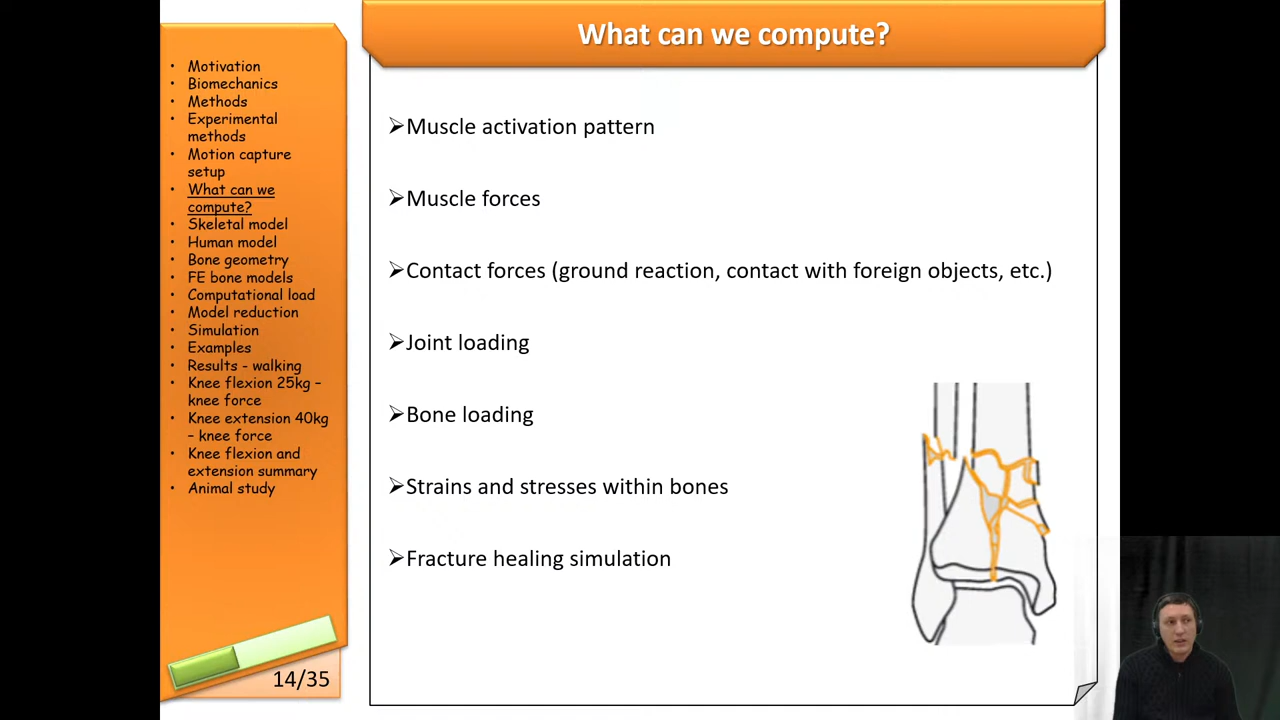 What can we compute?
• Motivation
• Biomechanics
• Methods
• Experimental
methods
• Motion capture
setup
• What can we
compute?
• Skeletal model
• Human model
• Bone geometry
• FE bone models
• Computational load
• Model reduction
• Simulation
• Examples
• Results - walking
• Knee flexion 25kg –
knee force
• Knee extension 40kg
– knee force
• Knee flexion and
extension summary
• Animal study
14/35
➢Muscle activation pattern
➢Muscle forces
➢Contact forces (ground reaction, contact with foreign objects, etc.)
➢Joint loading
➢Bone loading
➢Strains and stresses within bones
➢Fracture healing simulation